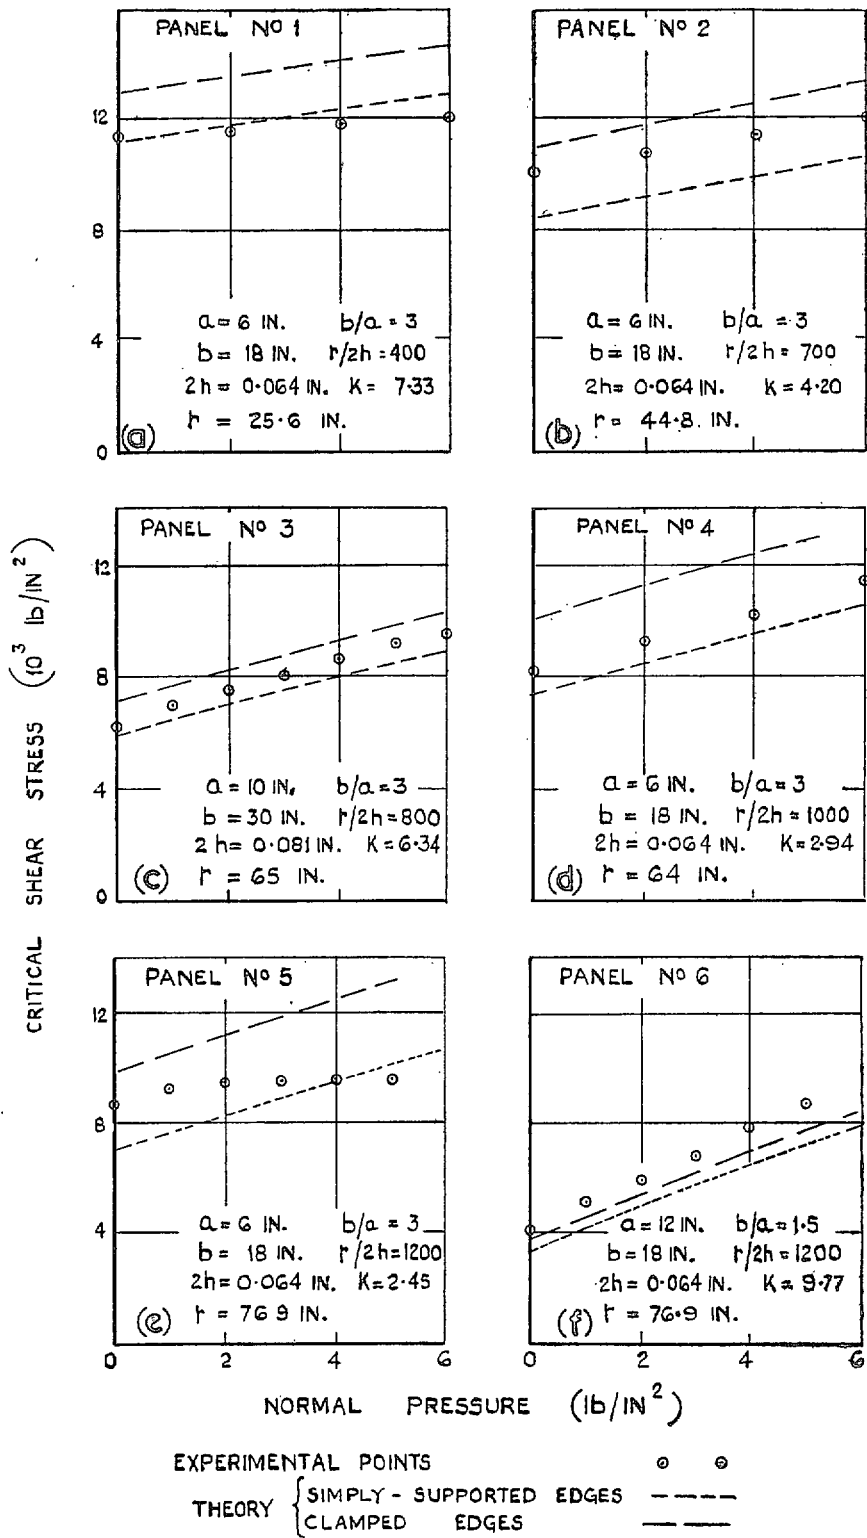 PANEL No 1
12
8
4
0
a = 6 IN. b/a = 3
b = 18 IN. r/2h = 400
2h = 0·064 IN. K = 7·33
r = 25·6 IN.
(a)
PANEL No 2
a = 6 IN. b/a = 3
b = 18 IN. r/2h = 700
2h = 0·064 IN. K = 4·20
r = 44·8 IN.
(b)
CRITICAL SHEAR STRESS (10³ lb/IN²)
PANEL No 3
12
8
4
0
a = 10 IN. b/a = 3
b = 30 IN. r/2h = 800
2h = 0·081 IN. K = 6·34
r = 65 IN.
(c)
PANEL No 4
a = 6 IN. b/a = 3
b = 18 IN. r/2h = 1000
2h = 0·064 IN. K = 2·94
r = 64 IN.
(d)
PANEL No 5
12
8
4
a = 6 IN. b/a = 3
b = 18 IN. r/2h = 1200
2h = 0·064 IN. K = 2·45
r = 76 9 IN.
(e)
0 2 4 6
PANEL No 6
a = 12 IN. b/a = 1·5
b = 18 IN. r/2h = 1200
2h = 0·064 IN. K = 9·77
r = 76·9 IN.
(f)
0 2 4 6
NORMAL PRESSURE (lb/IN²)
EXPERIMENTAL POINTS
THEORY { SIMPLY - SUPPORTED EDGES
CLAMPED EDGES